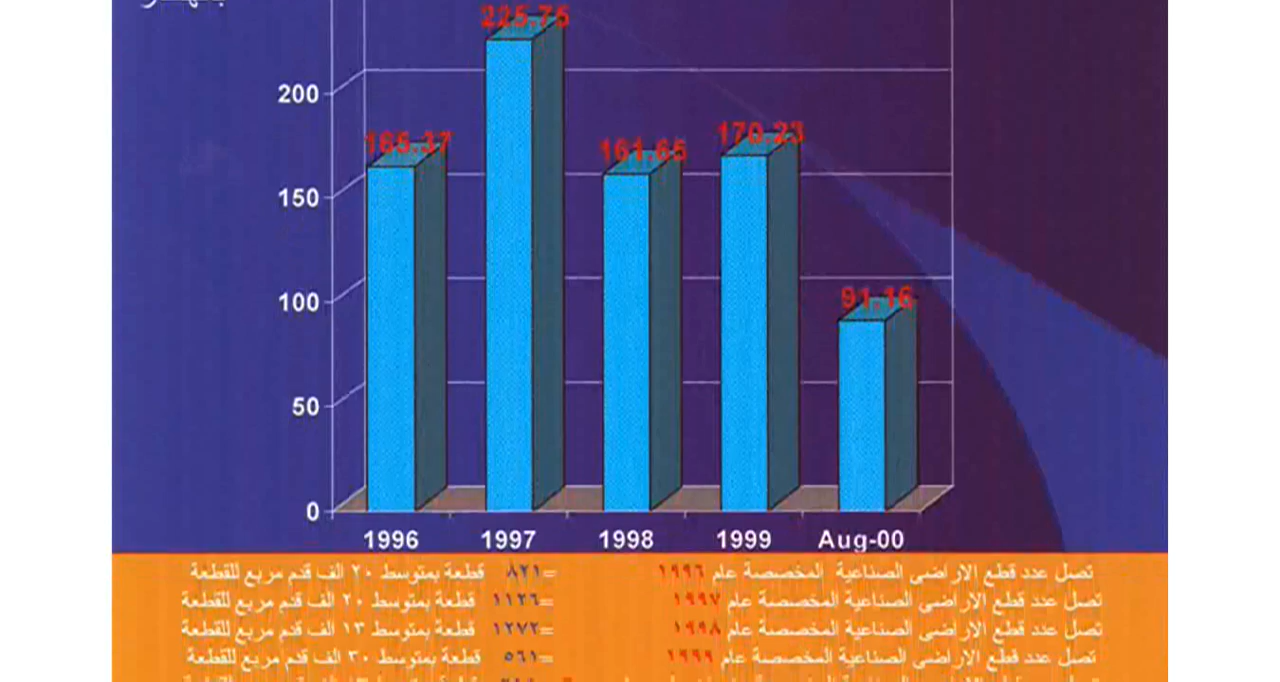 225.75
200
165.37
161.65
170.23
150
100
91.16
50
0
1996 1997 1998 1999 Aug-00
تصل عدد قطع الاراضى الصناعية المخصصة عام ١٩٩٦ =٨٢١ قطعة بمتوسط ٢٠ الف قدم مربع للقطعة
تصل عدد قطع الاراضى الصناعية المخصصة عام ١٩٩٧ =١١٢٦ قطعة بمتوسط ٢٠ الف قدم مربع للقطعة
تصل عدد قطع الاراضى الصناعية المخصصة عام ١٩٩٨ =١٢٧٢ قطعة بمتوسط ١٣ الف قدم مربع للقطعة
تصل عدد قطع الاراضى الصناعية المخصصة عام ١٩٩٩ =٥٦١ قطعة بمتوسط ٣٠ الف قدم مربع للقطعة